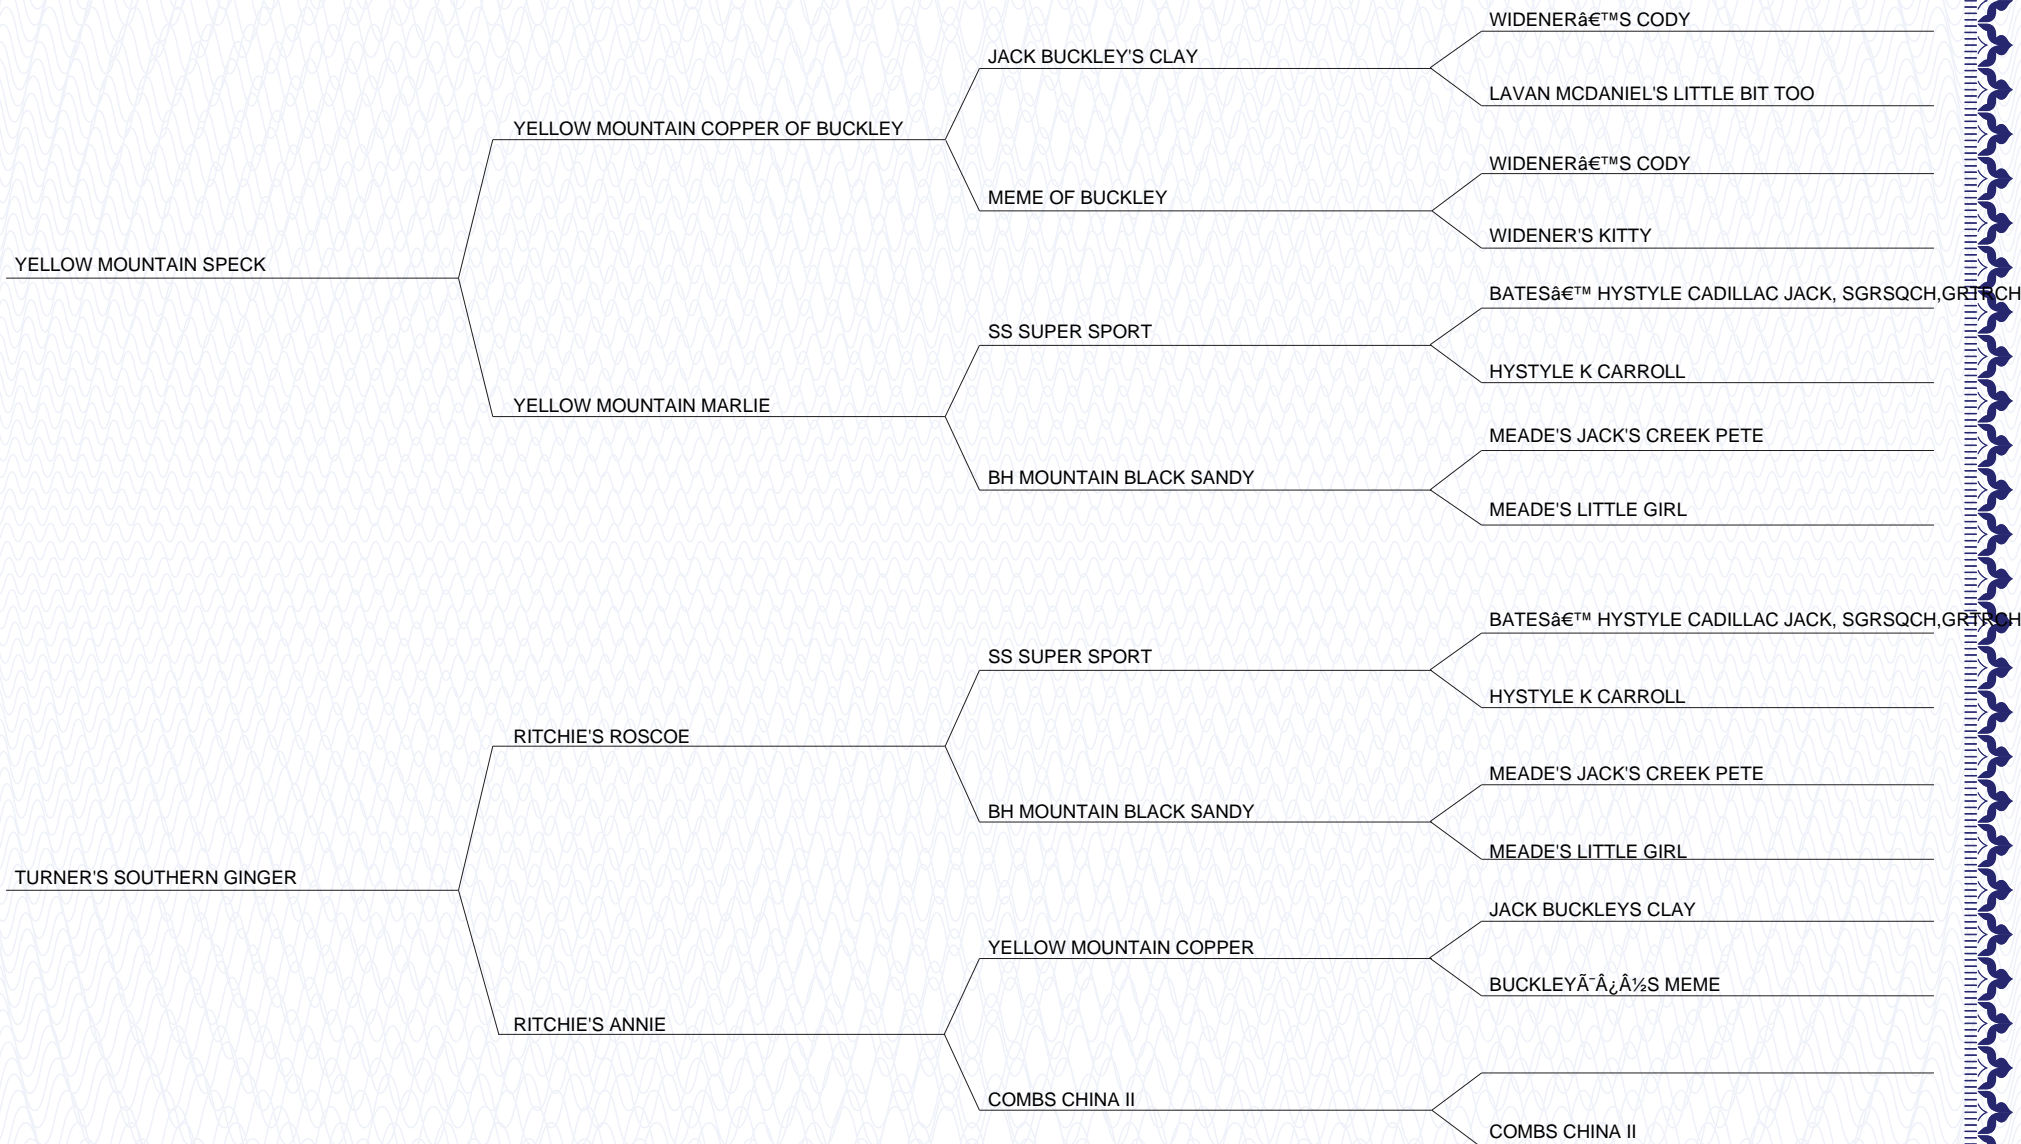 WIDENERâ€™S CODY
JACK BUCKLEY'S CLAY
LAVAN MCDANIEL'S LITTLE BIT TOO
YELLOW MOUNTAIN COPPER OF BUCKLEY
WIDENERâ€™S CODY
MEME OF BUCKLEY
WIDENER'S KITTY
YELLOW MOUNTAIN SPECK
BATESâ€™ HYSTYLE CADILLAC JACK, SGRSQCH,GRTRCH
SS SUPER SPORT
HYSTYLE K CARROLL
YELLOW MOUNTAIN MARLIE
MEADE'S JACK'S CREEK PETE
BH MOUNTAIN BLACK SANDY
MEADE'S LITTLE GIRL
BATESâ€™ HYSTYLE CADILLAC JACK, SGRSQCH,GRTRCH
SS SUPER SPORT
HYSTYLE K CARROLL
RITCHIE'S ROSCOE
MEADE'S JACK'S CREEK PETE
BH MOUNTAIN BLACK SANDY
MEADE'S LITTLE GIRL
TURNER'S SOUTHERN GINGER
JACK BUCKLEYS CLAY
YELLOW MOUNTAIN COPPER
BUCKLEYÃ¯Â¿Â½S MEME
RITCHIE'S ANNIE
COMBS CHINA II
COMBS CHINA II